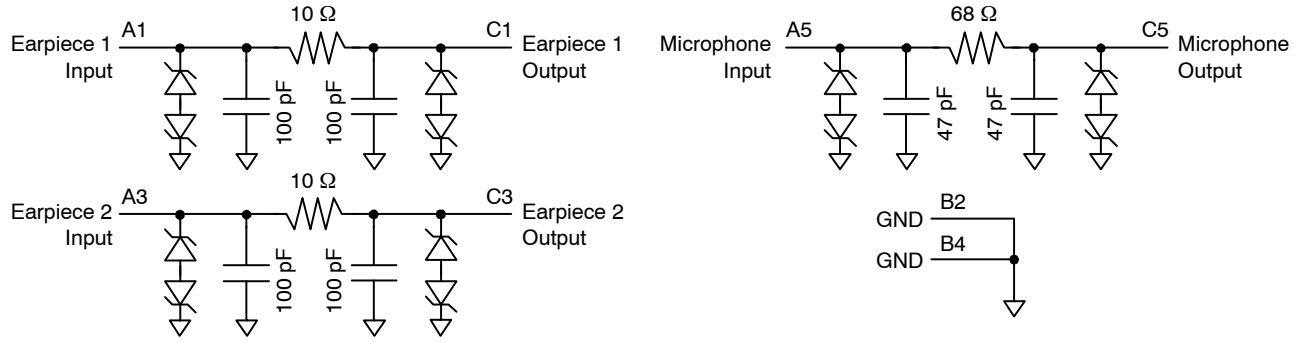 10 Ω
Earpiece 1 A1 C1 Earpiece 1
Input Output
100 pF 100 pF
68 Ω
Microphone A5 C5 Microphone
Input Output
47 pF 47 pF
10 Ω
Earpiece 2 A3 C3 Earpiece 2
Input Output
100 pF 100 pF
GND B2
GND B4